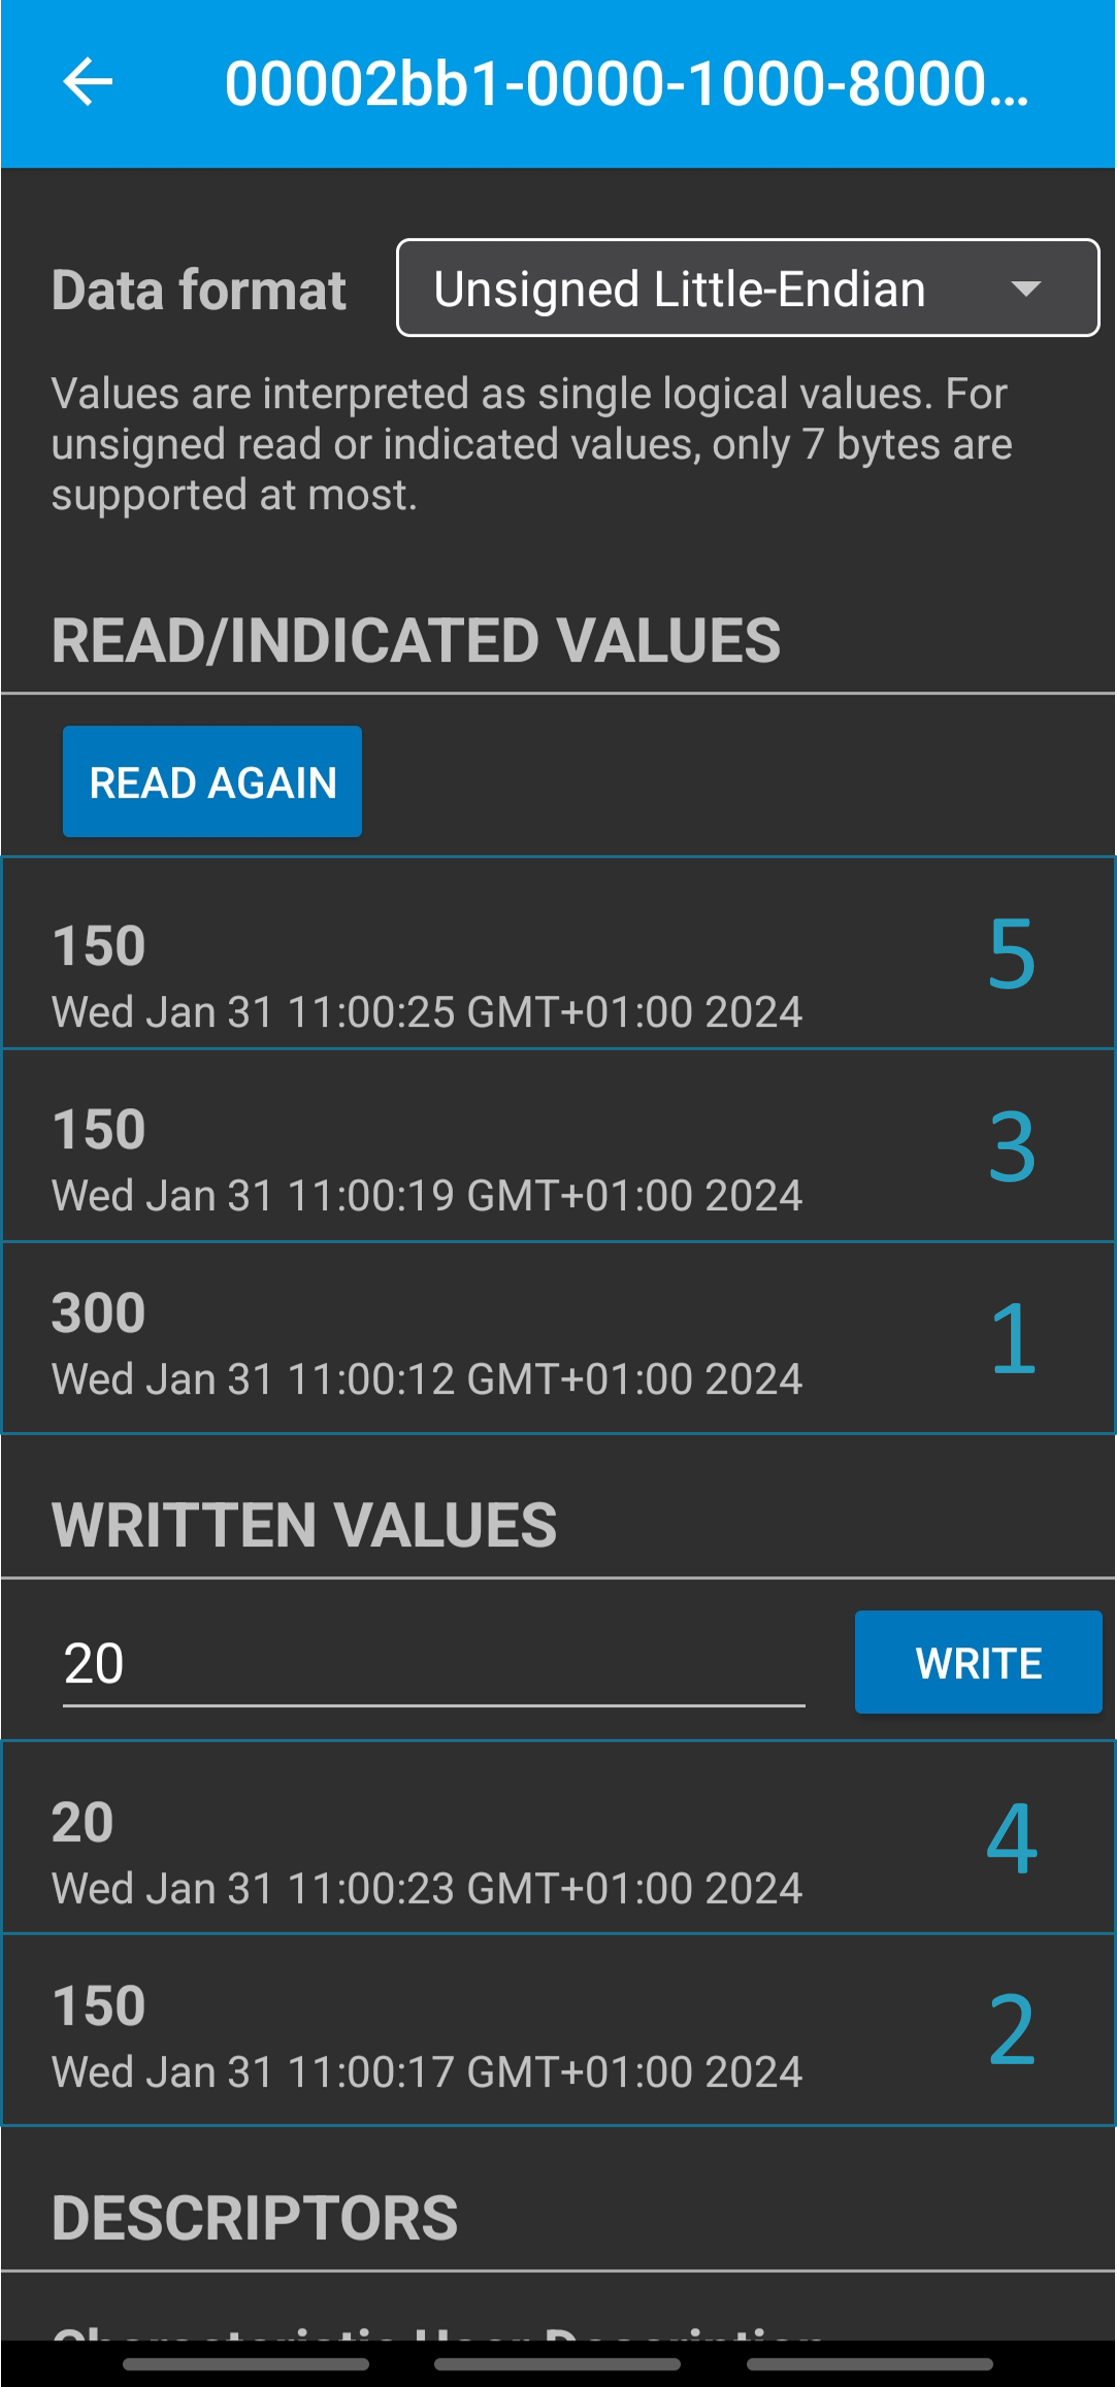 00002bb1-0000-1000-8000...
Data format
Unsigned Little-Endian
Values are interpreted as single logical values. For
unsigned read or indicated values, only 7 bytes are
supported at most.
READ/INDICATED VALUES
READ AGAIN
150
5
Wed Jan 31 11:00:25 GMT+01:00 2024
150
3
Wed Jan 31 11:00:19 GMT+01:00 2024
300
1
Wed Jan 31 11:00:12 GMT+01:00 2024
WRITTEN VALUES
20
WRITE
20
4
Wed Jan 31 11:00:23 GMT+01:00 2024
150
2
Wed Jan 31 11:00:17 GMT+01:00 2024
DESCRIPTORS
Characteristic User Description